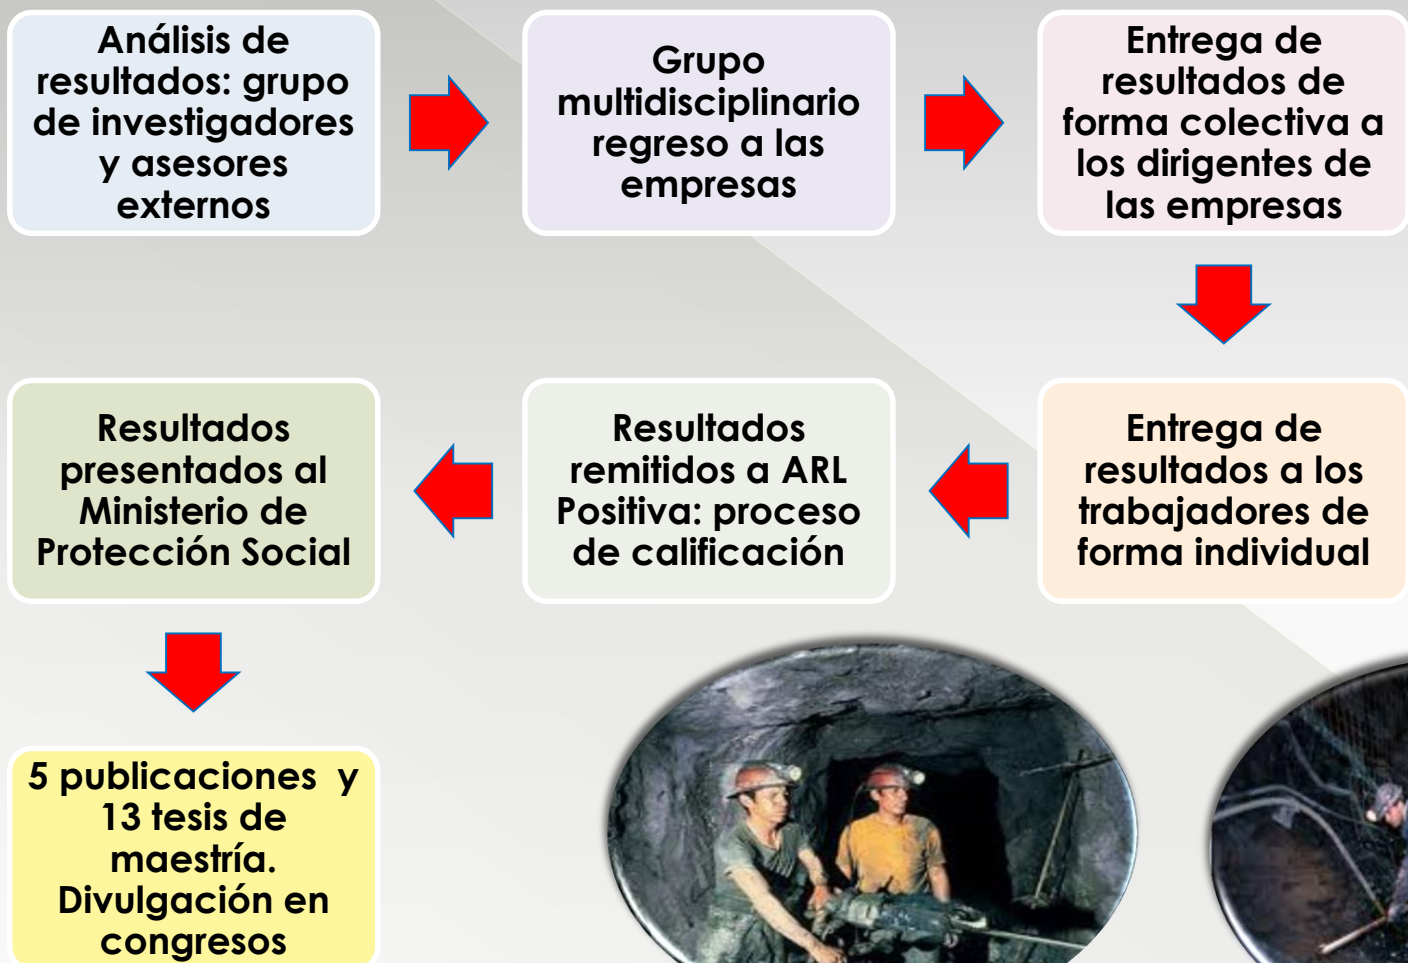 Análisis de
resultados: grupo
de investigadores
y asesores
externos
Grupo
multidisciplinario
regreso a las
empresas
Entrega de
resultados de
forma colectiva a
los dirigentes de
las empresas
Entrega de
resultados a los
trabajadores de
forma individual
Resultados
remitidos a ARL
Positiva: proceso
de calificación
Resultados
presentados al
Ministerio de
Protección Social
5 publicaciones y
13 tesis de
maestría.
Divulgación en
congresos